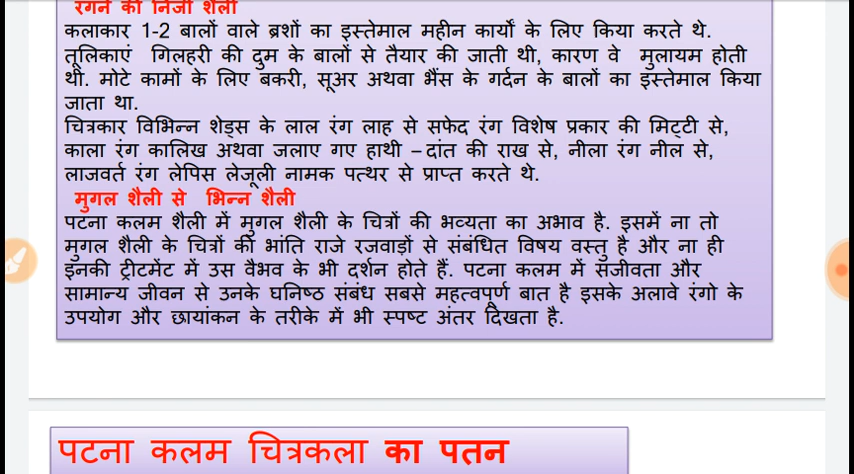 रंगने की निजी शैली
कलाकार 1-2 बालों वाले ब्रशों का इस्तेमाल महीन कार्यों के लिए किया करते थे.
तूलिकाएं गिलहरी की दुम के बालों से तैयार की जाती थी, कारण वे मुलायम होती
थी. मोटे कामों के लिए बकरी, सूअर अथवा भैंस के गर्दन के बालों का इस्तेमाल किया
जाता था.
चित्रकार विभिन्न शेड्स के लाल रंग लाह से सफेद रंग विशेष प्रकार की मिट्टी से,
काला रंग कालिख अथवा जलाए गए हाथी –दांत की राख से, नीला रंग नील से,
लाजवर्त रंग लेपिस लेजूली नामक पत्थर से प्राप्त करते थे.
मुगल शैली से भिन्न शैली
पटना कलम शैली में मुगल शैली के चित्रों की भव्यता का अभाव है. इसमें ना तो
मुगल शैली के चित्रों की भांति राजे रजवाड़ों से संबंधित विषय वस्तु है और ना ही
इनकी ट्रीटमेंट में उस वैभव के भी दर्शन होते हैं. पटना कलम में सजीवता और
सामान्य जीवन से उनके घनिष्ठ संबंध सबसे महत्वपूर्ण बात है इसके अलावे रंगो के
उपयोग और छायांकन के तरीके में भी स्पष्ट अंतर दिखता है.
पटना कलम चित्रकला का पतन